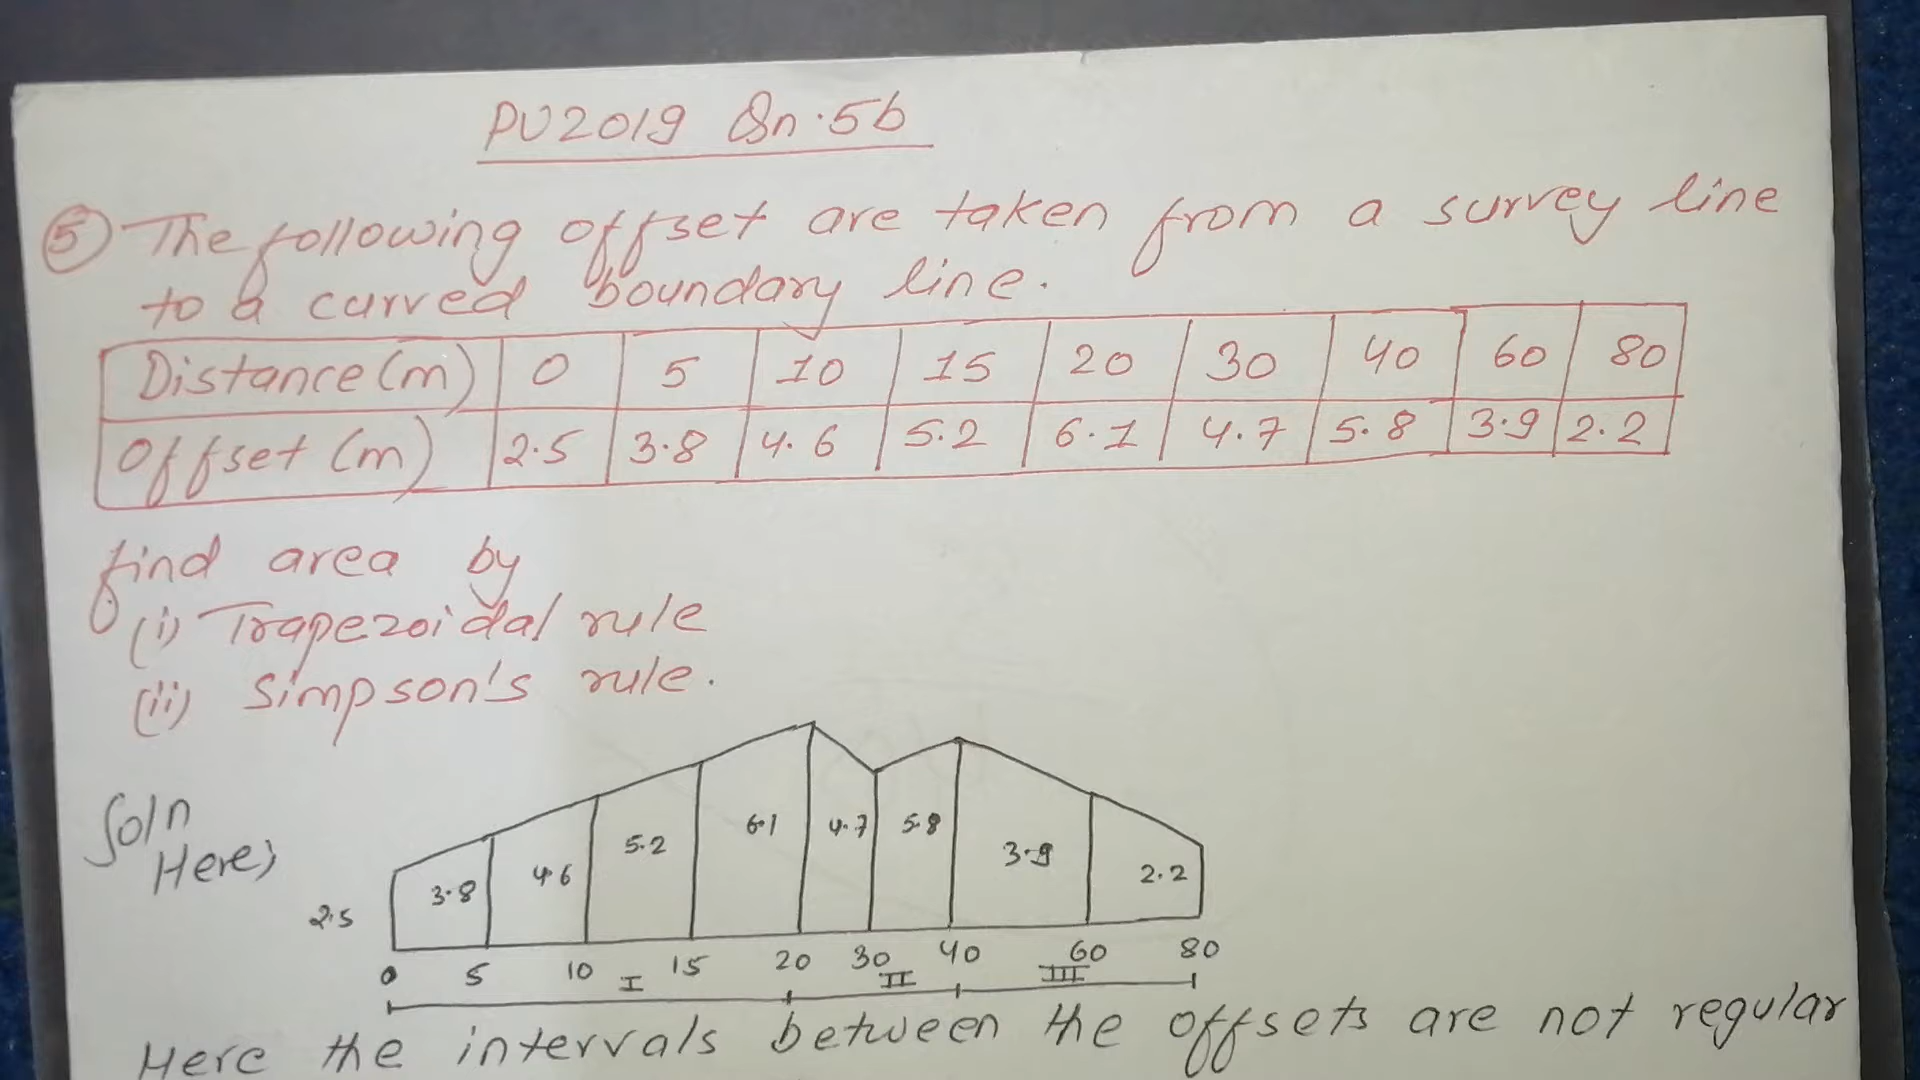 PU2019 Qn.5b
⑤ The following offset are taken from a survey line
to a curved boundary line.
Distance (m) 0 5 10 15 20 30 40 60 80
Offset (m) 2.5 3.8 4.6 5.2 6.1 4.7 5.8 3.9 2.2
find area by
(i) Trapezoidal rule
(ii) Simpson's rule.
Soln
Here;
2.5 3.8 4.6 5.2 6.1 4.7 5.8 3.9 2.2
0 5 10 15 20 30 40 60 80
I II III
Here the intervals between the offsets are not regular